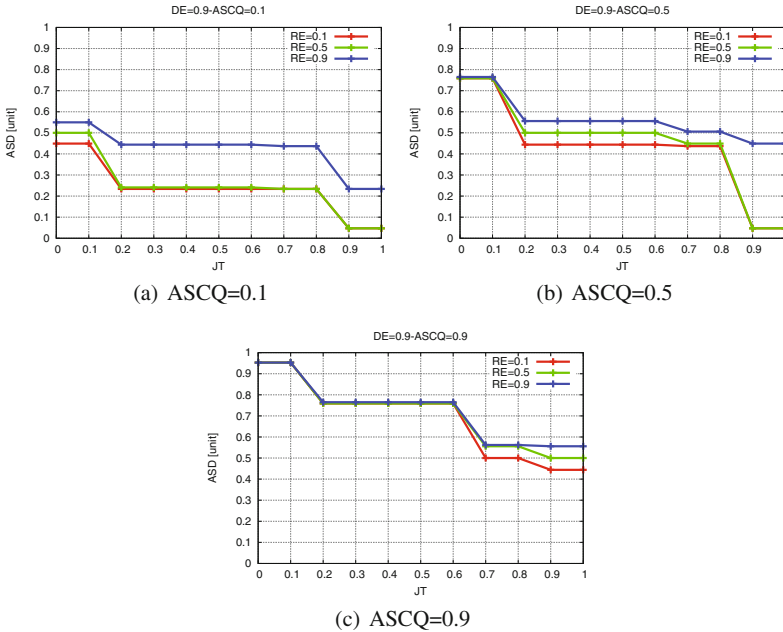 DE=0.9-ASCQ=0.1
ASD [unit]
1
0.9
0.8
0.7
0.6
0.5
0.4
0.3
0.2
0.1
0
RE=0.1
RE=0.5
RE=0.9
0 0.1 0.2 0.3 0.4 0.5 0.6 0.7 0.8 0.9 1
JT
(a) ASCQ=0.1
DE=0.9-ASCQ=0.5
ASD [unit]
1
0.9
0.8
0.7
0.6
0.5
0.4
0.3
0.2
0.1
0
RE=0.1
RE=0.5
RE=0.9
0 0.1 0.2 0.3 0.4 0.5 0.6 0.7 0.8 0.9
JT
(b) ASCQ=0.5
DE=0.9-ASCQ=0.9
ASD [unit]
1
0.9
0.8
0.7
0.6
0.5
0.4
0.3
0.2
0.1
0
RE=0.1
RE=0.5
RE=0.9
0 0.1 0.2 0.3 0.4 0.5 0.6 0.7 0.8 0.9 1
JT
(c) ASCQ=0.9